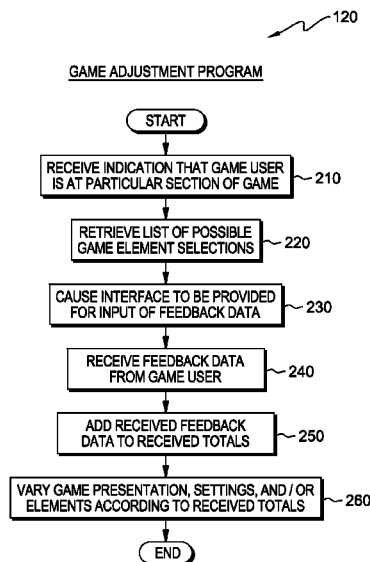 120
GAME ADJUSTMENT PROGRAM
START
RECEIVE INDICATION THAT GAME USER
IS AT PARTICULAR SECTION OF GAME
210
RETRIEVE LIST OF POSSIBLE
GAME ELEMENT SELECTIONS
220
CAUSE INTERFACE TO BE PROVIDED
FOR INPUT OF FEEDBACK DATA
230
RECEIVE FEEDBACK DATA
FROM GAME USER
240
ADD RECEIVED FEEDBACK
DATA TO RECEIVED TOTALS
250
VARY GAME PRESENTATION, SETTINGS, AND / OR
ELEMENTS ACCORDING TO RECEIVED TOTALS
260
END